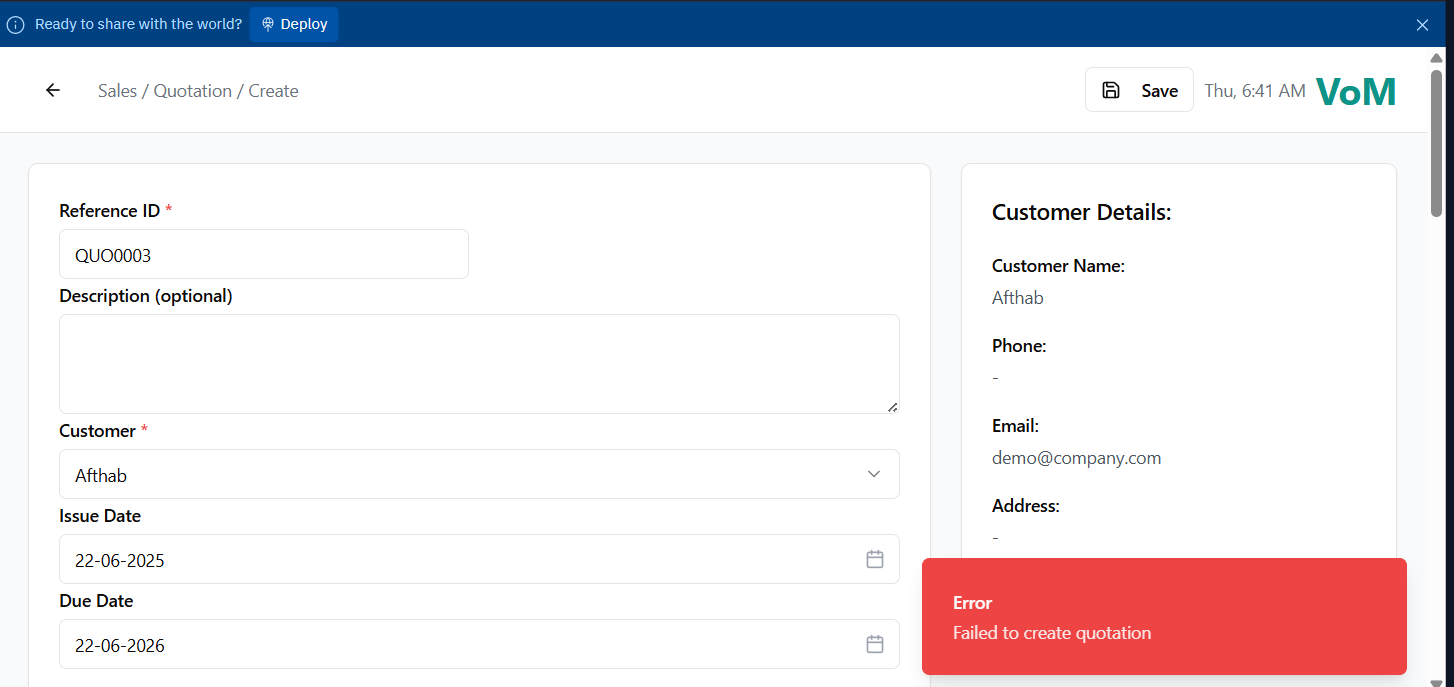 Ready to share with the world? Deploy
Sales / Quotation / Create
Save
Thu, 6:41 AM
VoM
Reference ID *
QUO0003
Description (optional)
Customer *
Afthab
Issue Date
22-06-2025
Due Date
22-06-2026
Customer Details:
Customer Name:
Afthab
Phone:
-
Email:
demo@company.com
Address:
-
Error
Failed to create quotation